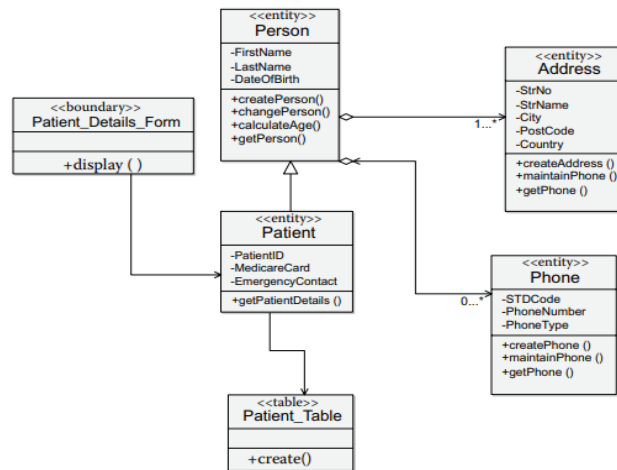 <<entity>>
Person
-FirstName
-LastName
-DateOfBirth
+createPerson()
+changePerson()
+calculateAge()
+getPerson()
<<entity>>
Address
-StrNo
-StrName
-City
-PostCode
-Country
+createAddress ()
+maintainPhone ()
+getPhone ()
1...*
<<boundary>>
Patient_Details_Form
+display ( )
<<entity>>
Patient
-PatientID
-MedicareCard
-EmergencyContact
+getPatientDetails ()
<<entity>>
Phone
-STDCode
-PhoneNumber
-PhoneType
+createPhone ()
+maintainPhone ()
+getPhone ()
0...*
<<table>>
Patient_Table
+create()